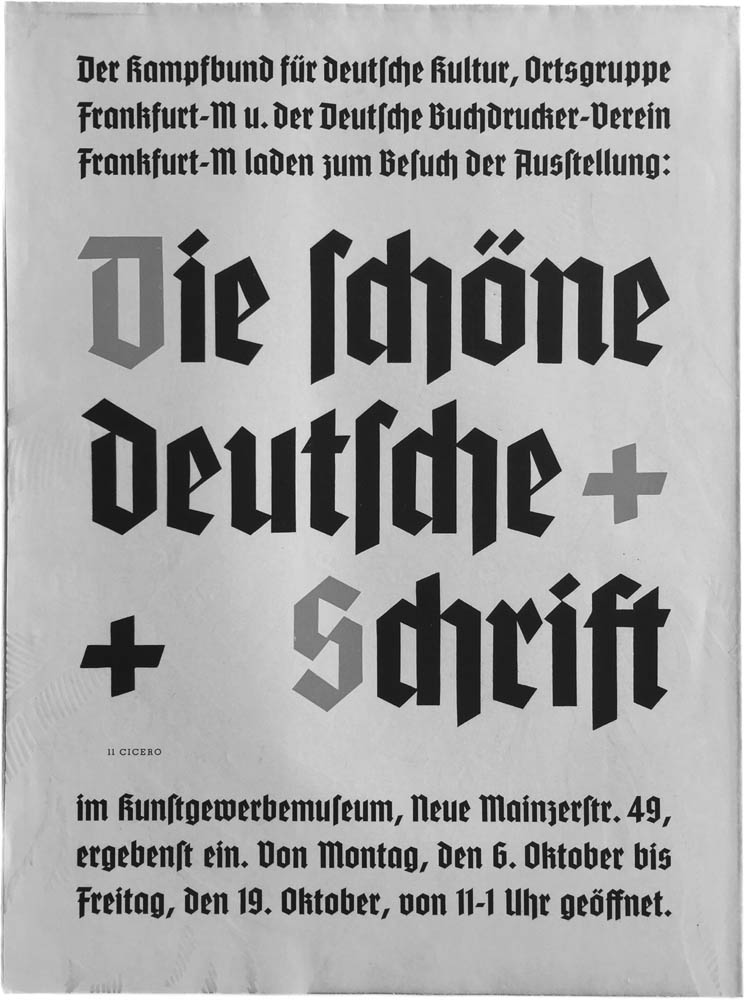 Der Kampfbund für deutſche Kultur, Ortsgruppe
Frankfurt-M u. der Deutſche Buchdrucker-Verein
Frankfurt-M laden zum Beſuch der Ausſtellung:
Die ſchöne
deutſche +
+ Schrift
11 CICERO
im Kunſtgewerbemuſeum, Neue Mainzerſtr. 49,
ergebenſt ein. Von Montag, den 6. Oktober bis
Freitag, den 19. Oktober, von 11-1 Uhr geöffnet.